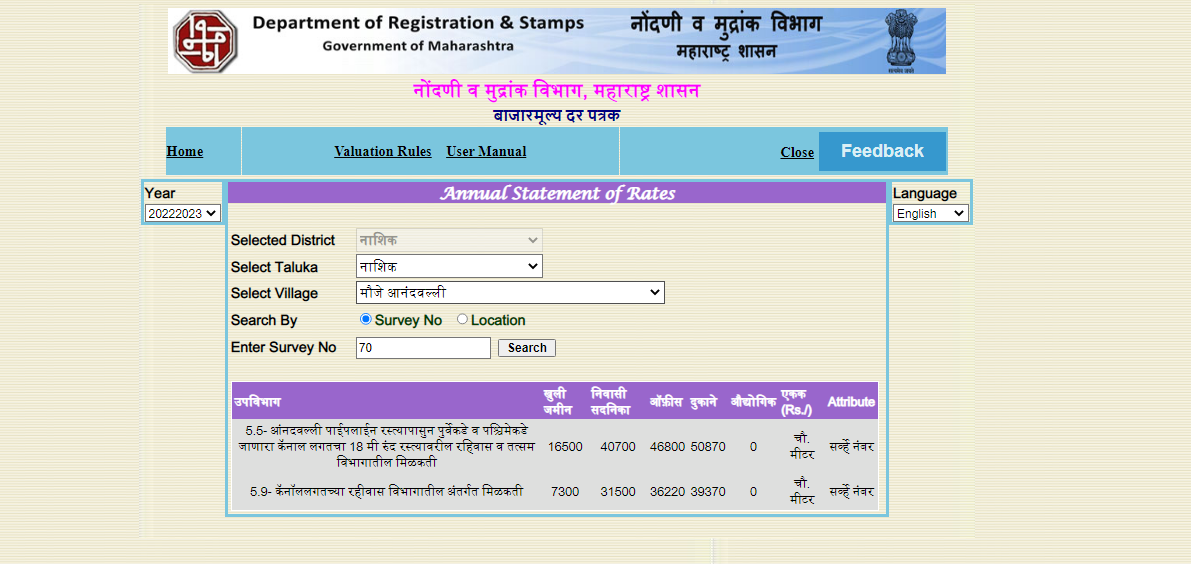 Department of Registration & Stamps
Government of Maharashtra
नोंदणी व मुद्रांक विभाग
महाराष्ट्र शासन
नोंदणी व मुद्रांक विभाग, महाराष्ट्र शासन
बाजारमूल्य दर पत्रक
Home Valuation Rules User Manual Close Feedback
Year
20222023
Annual Statement of Rates
Language
English
Selected District नाशिक
Select Taluka नाशिक
Select Village मौजे आनंदवल्ली
Search By Survey No Location
Enter Survey No 70 Search
उपविभाग खुली जमीन निवासी सदनिका ऑफ़ीस दुकाने औद्योगिक एकक (Rs./) Attribute
5.5- आंनदवल्ली पाईपलाईन रस्त्यापासुन पुर्वेकडे व पश्चिमेकडे
जाणारा कॅनाल लगतचा 18 मी रुंद रस्त्यावरील रहिवास व तत्सम
विभागातील मिळकती
16500 40700 46800 50870 0 चौ. मीटर सर्व्हे नंबर
5.9- कॅनॉललगतच्या रहीवास विभागातील अंतर्गत मिळकती 7300 31500 36220 39370 0 चौ. मीटर सर्व्हे नंबर